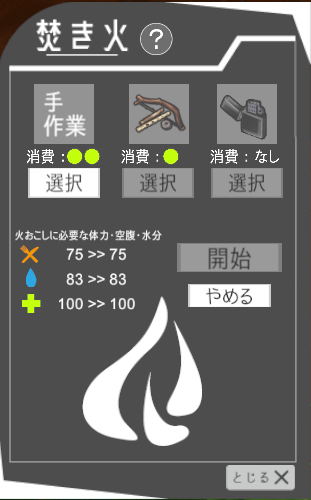 焚き火 ?
手
作業
消費： 消費： 消費：なし
選択 選択 選択
火おこしに必要な体力・空腹・水分
75 >> 75
開始
83 >> 83
やめる
100 >> 100
とじる